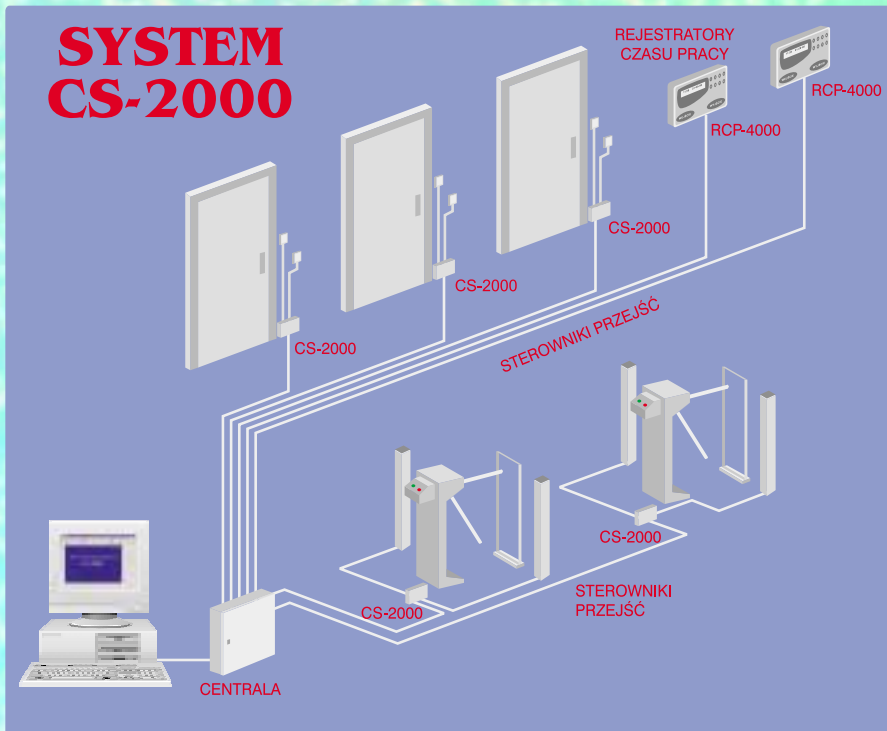 SYSTEM
CS-2000
REJESTRATORY
CZASU PRACY
RCP-4000
RCP-4000
CS-2000
CS-2000
CS-2000
STEROWNIKI PRZEJŚĆ
CS-2000
CS-2000
STEROWNIKI
PRZEJŚĆ
CENTRALA